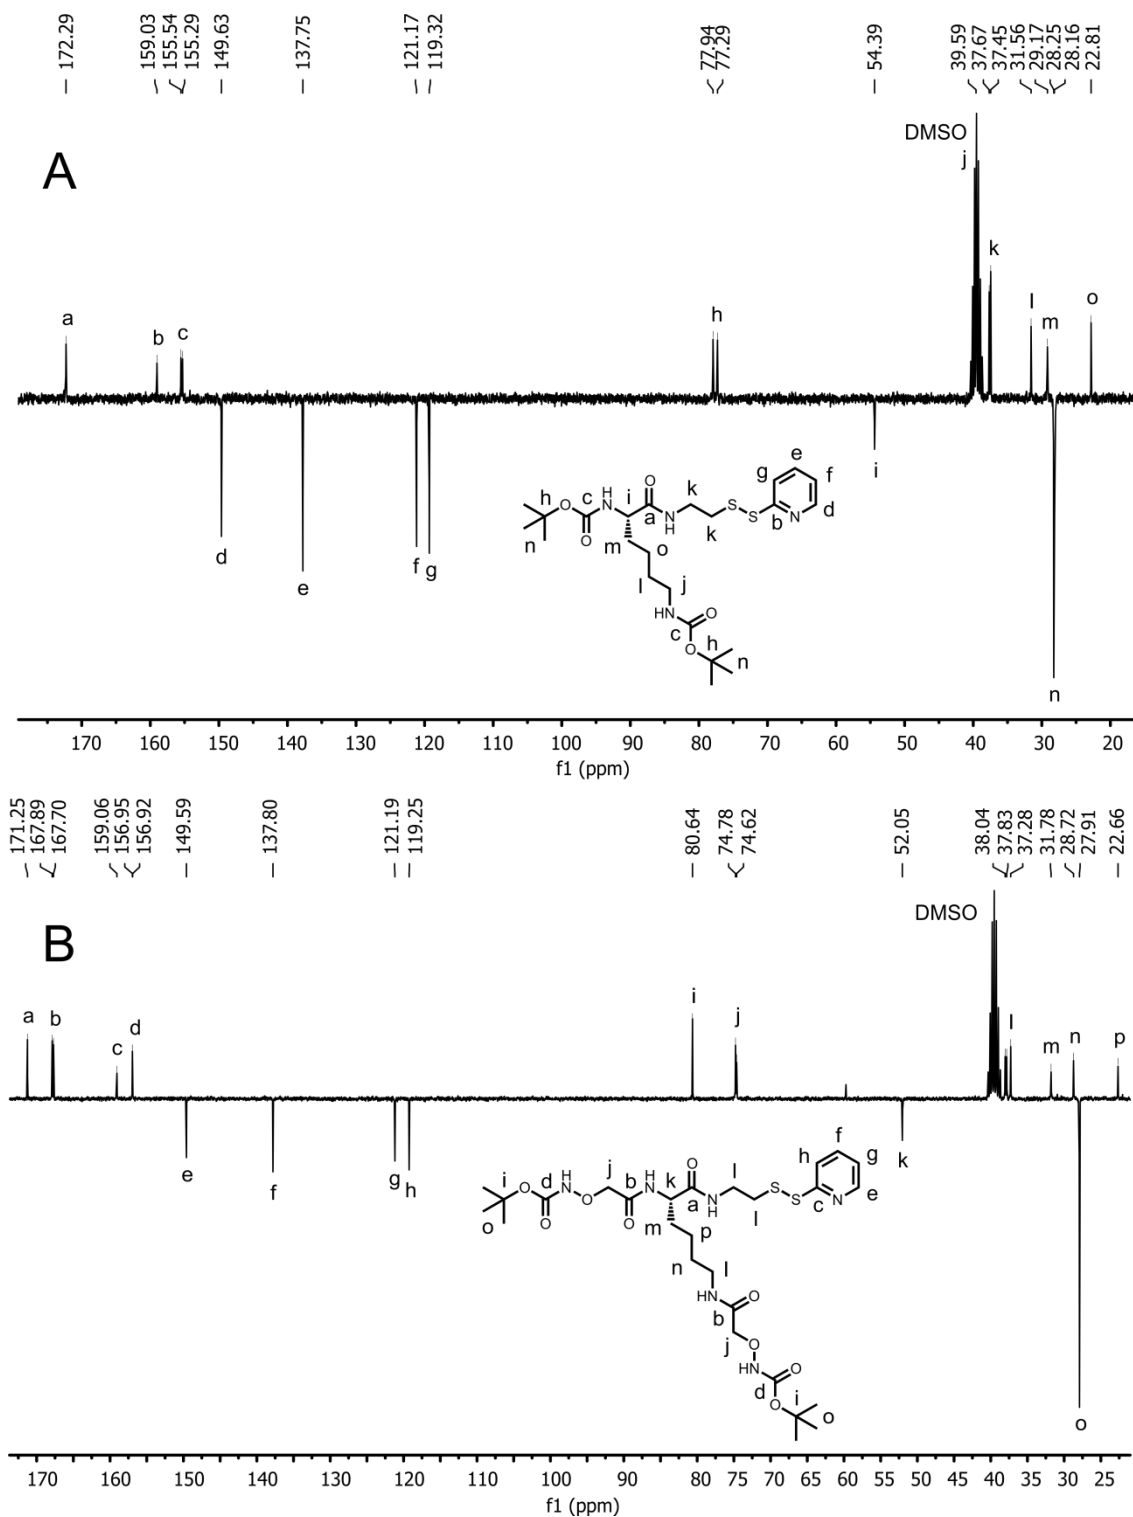 172.29 159.03 155.54 155.29 149.63 137.75 121.17 119.32 77.94 77.29 54.39 39.59 37.67 37.45 31.56 29.17 28.25 28.16 22.81
DMSO
A
j
k
a b c h l m o
d e f g i n
e
g f
H O k
h O c N i N S S N d
a H k b
n O m o
l j
HN O
c
O h
n
170 160 150 140 130 120 110 100 90 80 70 60 50 40 30 20
f1 (ppm)
171.25 167.89 167.70 159.06 156.95 156.92 149.59 137.80 121.19 119.25 80.64 74.78 74.62 52.05 38.04 37.83 37.28 31.78 28.72 27.91 22.66
DMSO
B
a b c d i j l m n p
e f g h k o
f
h g
i O d NH j b H N k O N H l S S c N e
o O O O a l
m p
n l
HN O
b
j O
HN O
d
O i
o
170 165 160 155 150 145 140 135 130 125 120 115 110 105 100 95 90 85 80 75 70 65 60 55 50 45 40 35 30 25
f1 (ppm)